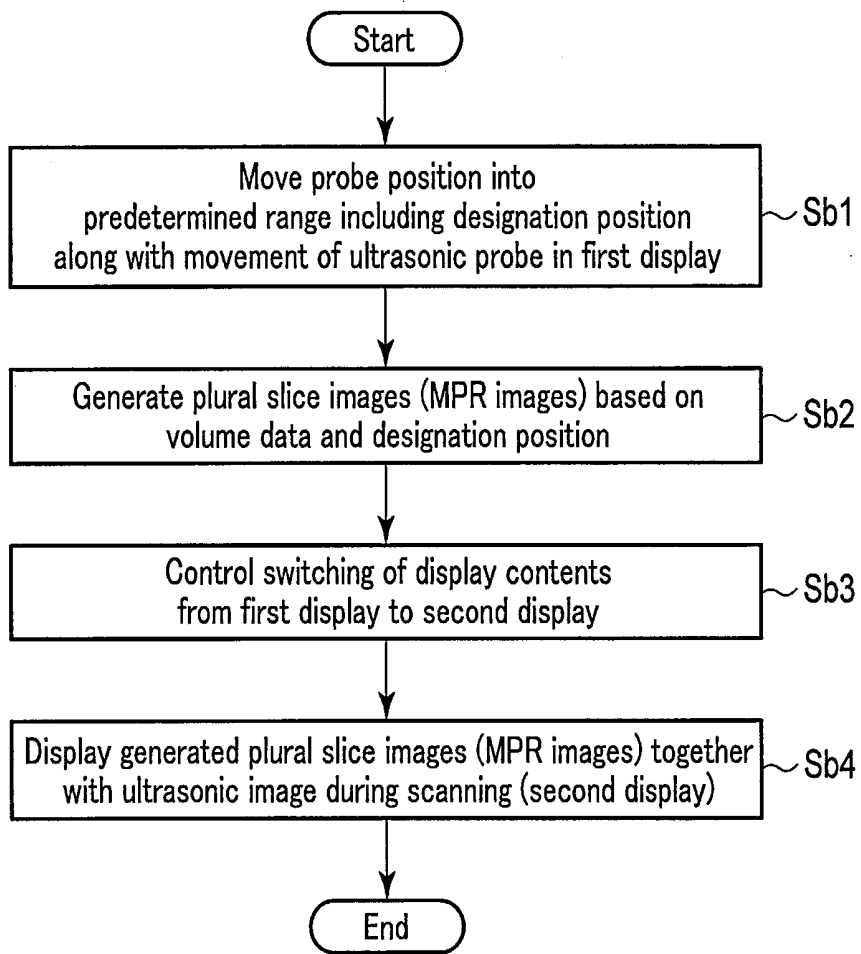 Start
Move probe position into
predetermined range including designation position
along with movement of ultrasonic probe in first display
Sb1
Generate plural slice images (MPR images) based on
volume data and designation position
Sb2
Control switching of display contents
from first display to second display
Sb3
Display generated plural slice images (MPR images) together
with ultrasonic image during scanning (second display)
Sb4
End